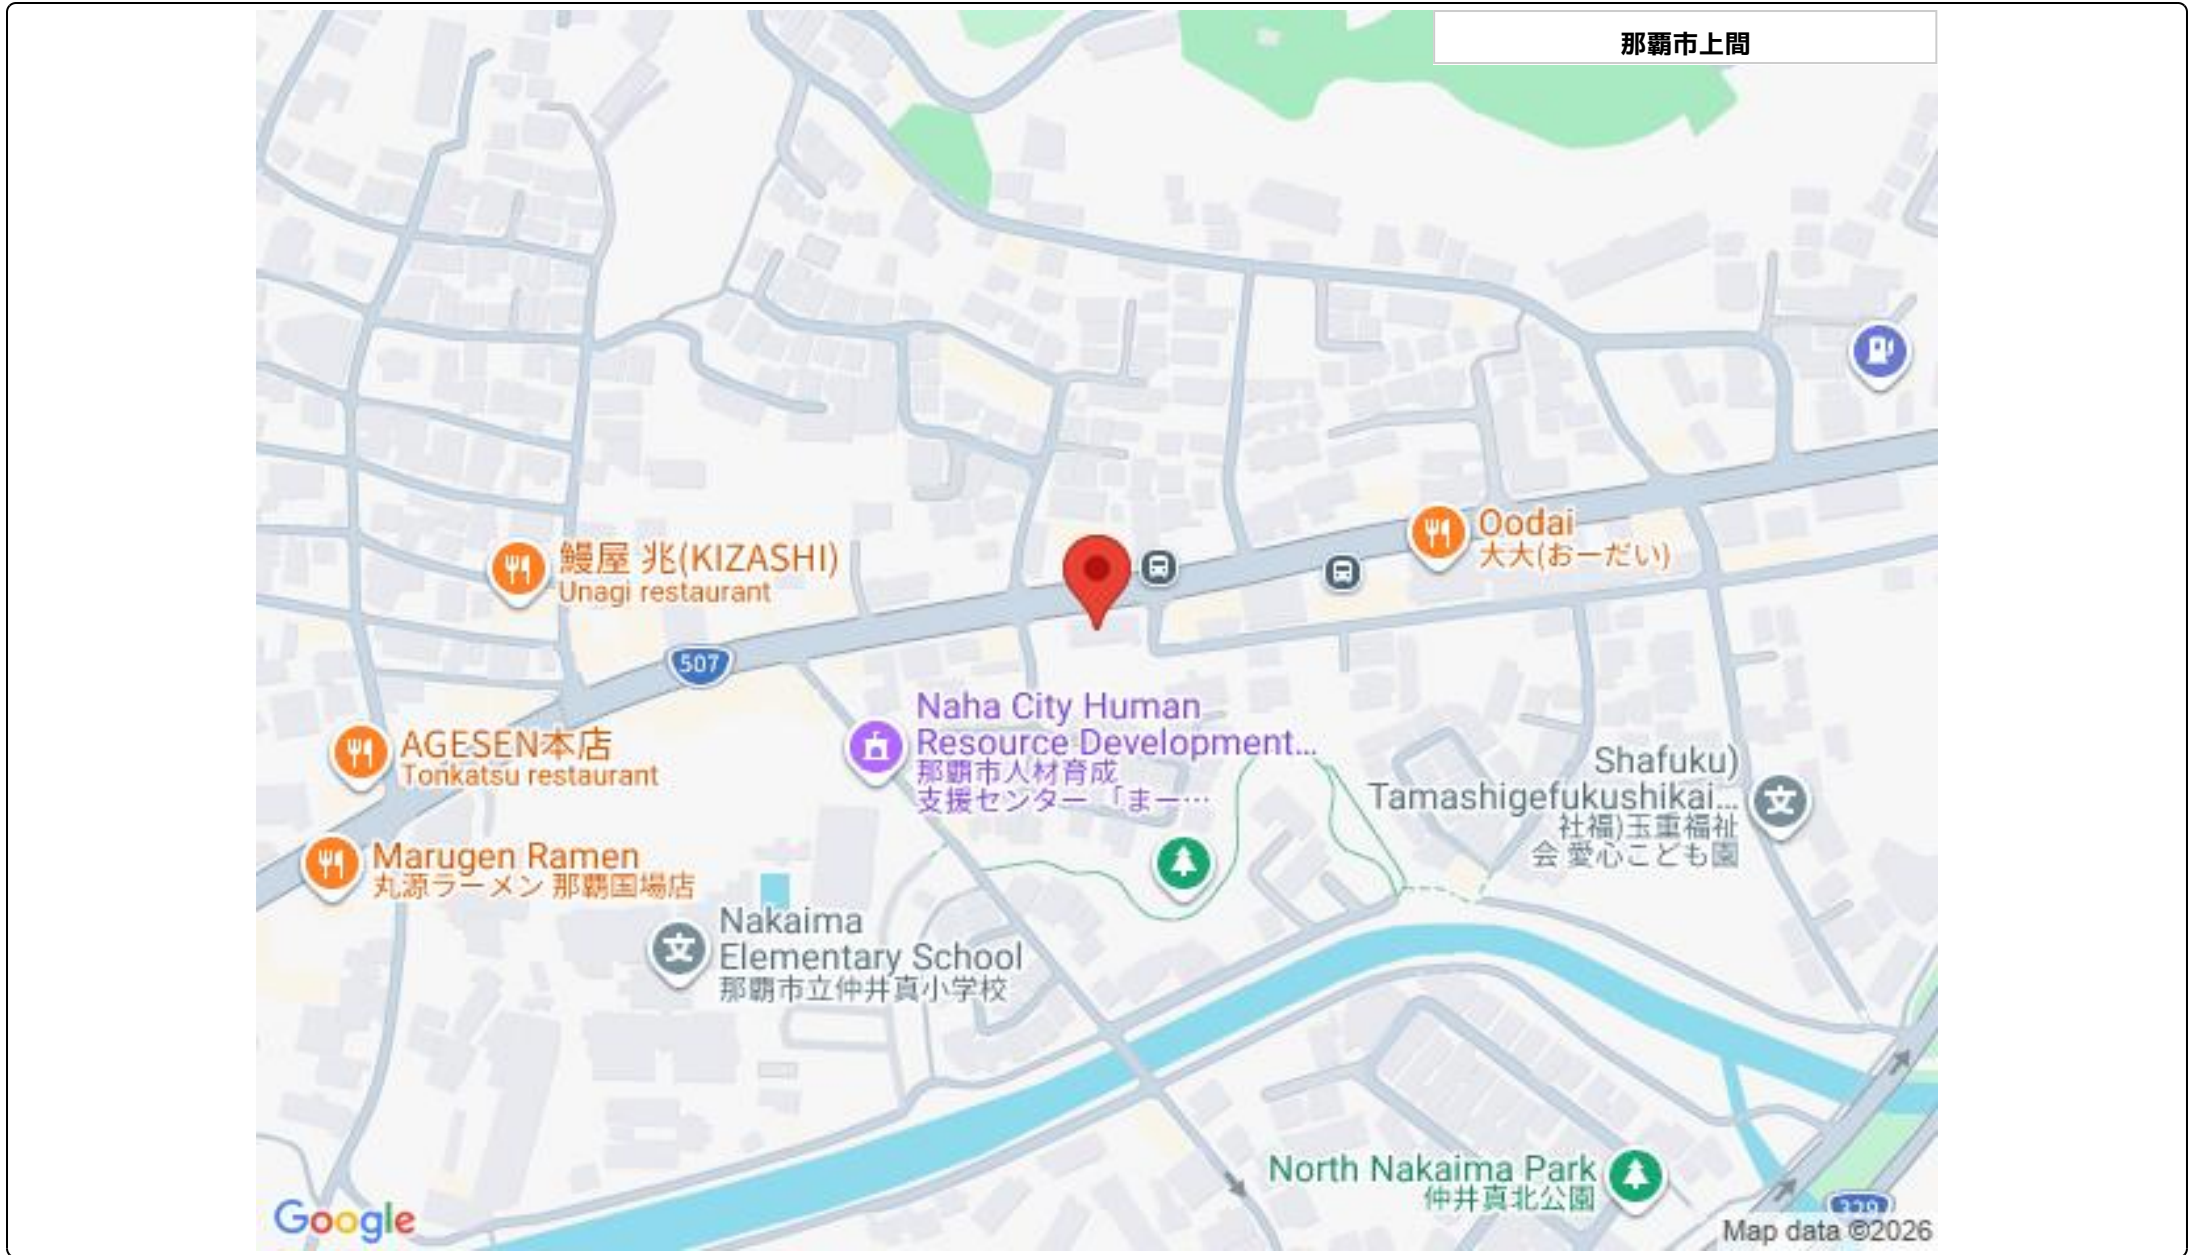 那覇市上間
Oodai
大大(おーだい)
鰻屋 兆(KIZASHI)
Unagi restaurant
507
Naha City Human
Resource Development...
那覇市人材育成
支援センター「まー…
AGESEN本店
Tonkatsu restaurant
Shafuku)
Tamashigefukushikai...
社福)玉重福祉
会 愛心こども園
文
Marugen Ramen
丸源ラーメン 那覇国場店
Nakaima
Elementary School
那覇市立仲井真小学校
文
North Nakaima Park
仲井真北公園
329
Google
Map data ©2026